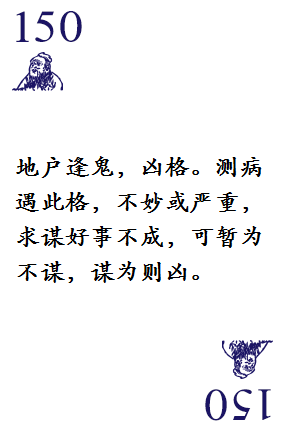 150
地户逢鬼，凶格。测病
遇此格，不妙或严重，
求谋好事不成，可暂为
不谋，谋为则凶。
150